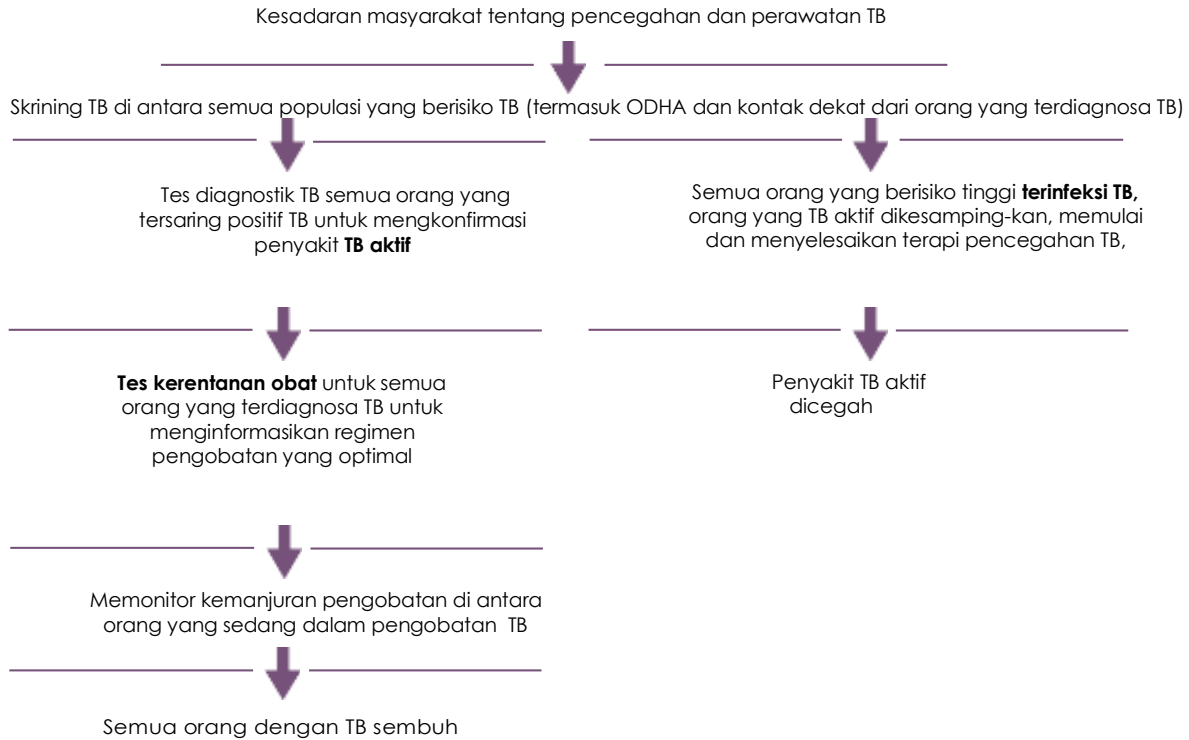 Kesadaran masyarakat tentang pencegahan dan perawatan TB
Skrining TB di antara semua populasi yang berisiko TB (termasuk ODHA dan kontak dekat dari orang yang terdiagnosa TB)
Tes diagnostik TB semua orang yang
tersaring positif TB untuk mengkonfirmasi
penyakit TB aktif
Semua orang yang berisiko tinggi terinfeksi TB,
orang yang TB aktif dikesamping-kan, memulai
dan menyelesaikan terapi pencegahan TB,
Tes kerentanan obat untuk semua
orang yang terdiagnosa TB untuk
menginformasikan regimen
pengobatan yang optimal
Penyakit TB aktif
dicegah
Memonitor kemanjuran pengobatan di antara
orang yang sedang dalam pengobatan TB
Semua orang dengan TB sembuh